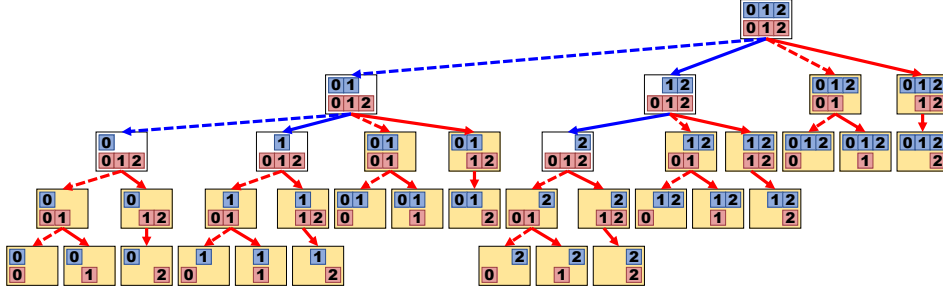 0 1 2
0 1 2
0 1 1 2 0 1 2 0 1 2
0 1 2 0 1 2 0 1 1 2
0 1 0 1 0 1 2 1 2 1 2 0 1 2 0 1 2 0 1 2
0 1 2 0 1 2 0 1 1 2 0 1 2 0 1 1 2 0 1 2
0 0 1 1 0 1 0 1 0 1 2 2 1 2 1 2 1 2
0 1 1 2 0 1 1 2 0 1 2 0 1 1 2 0 1 2
0 0 0 1 1 1 2 2 2
0 1 2 0 1 2 0 1 2